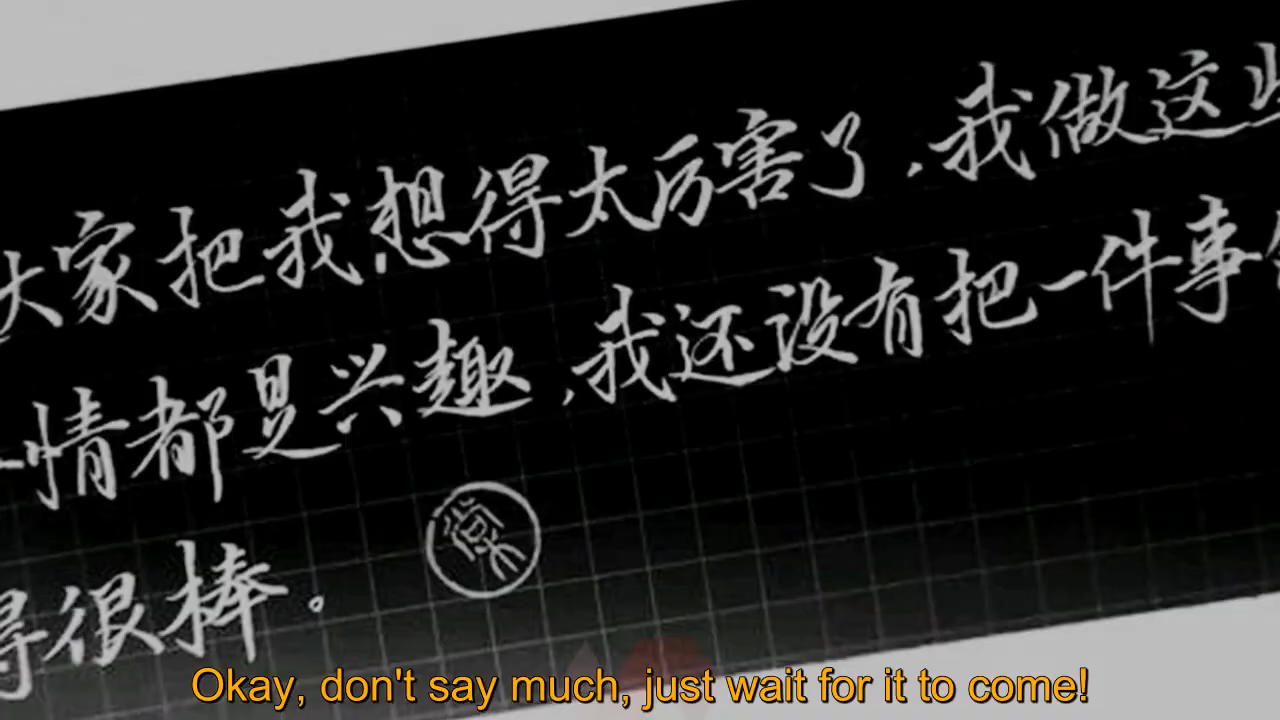 大家把我想得太厉害了，我做这些
情都是兴趣，我还没有把一件事
得很棒。
Okay, don't say much, just wait for it to come!